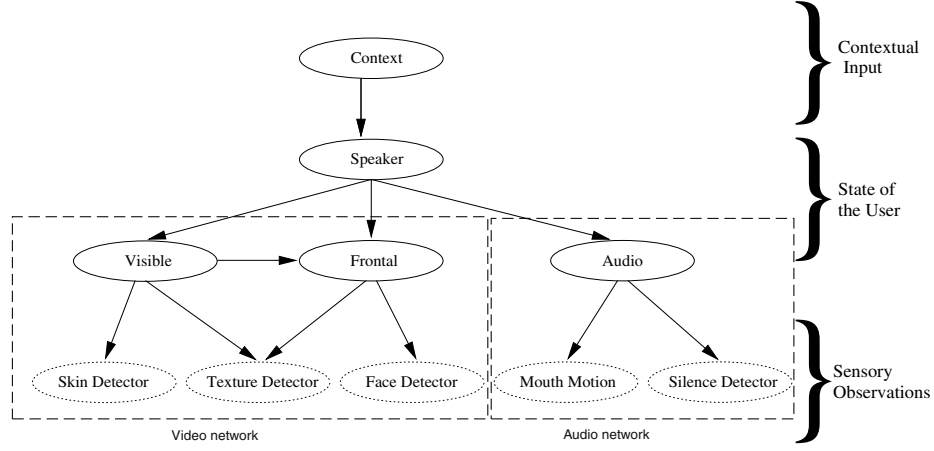 Context
Contextual
Input
Speaker
State of
the User
Visible
Frontal
Audio
Skin Detector
Texture Detector
Face Detector
Mouth Motion
Silence Detector
Sensory
Observations
Video network
Audio network